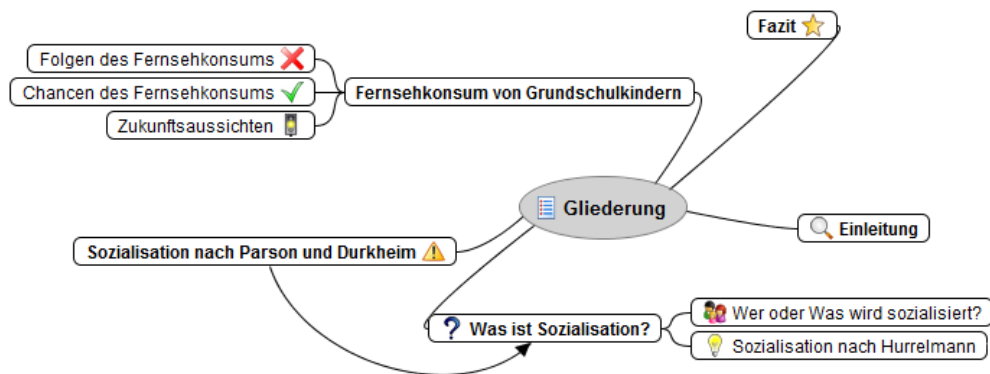 Fazit
Folgen des Fernsehkonsums
Chancen des Fernsehkonsums
Zukunftsaussichten
Fernsehkonsum von Grundschulkindern
Gliederung
Einleitung
Sozialisation nach Parson und Durkheim
Was ist Sozialisation?
Wer oder Was wird sozialisiert?
Sozialisation nach Hurrelmann